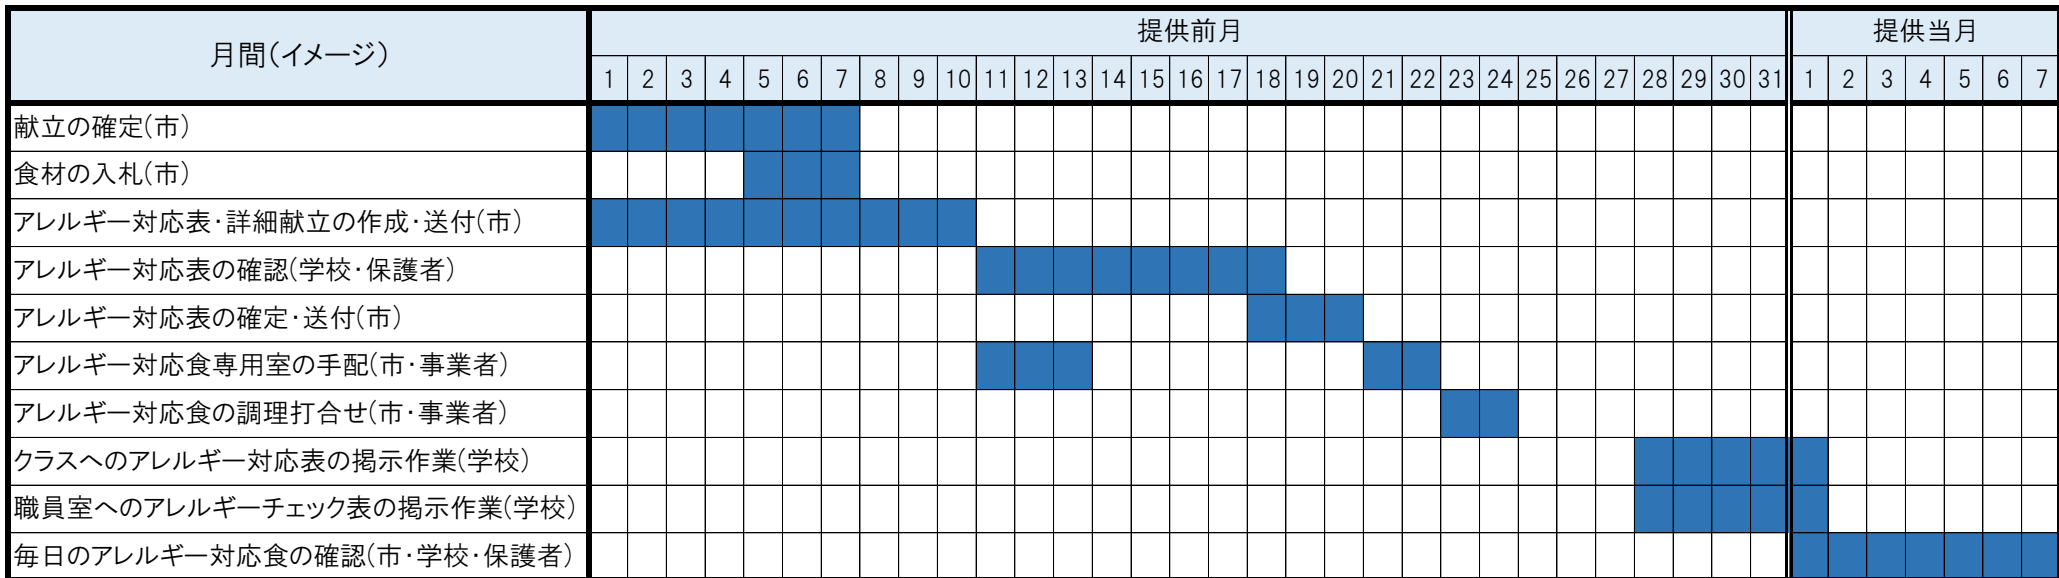 月間(イメージ)
提供前月
提供当月
1 2 3 4 5 6 7 8 9 10 11 12 13 14 15 16 17 18 19 20 21 22 23 24 25 26 27 28 29 30 31 1 2 3 4 5 6 7
献立の確定(市)
食材の入札(市)
アレルギー対応表・詳細献立の作成・送付(市)
アレルギー対応表の確認(学校・保護者)
アレルギー対応表の確定・送付(市)
アレルギー対応食専用室の手配(市・事業者)
アレルギー対応食の調理打合せ(市・事業者)
クラスへのアレルギー対応表の掲示作業(学校)
職員室へのアレルギーチェック表の掲示作業(学校)
毎日のアレルギー対応食の確認(市・学校・保護者)